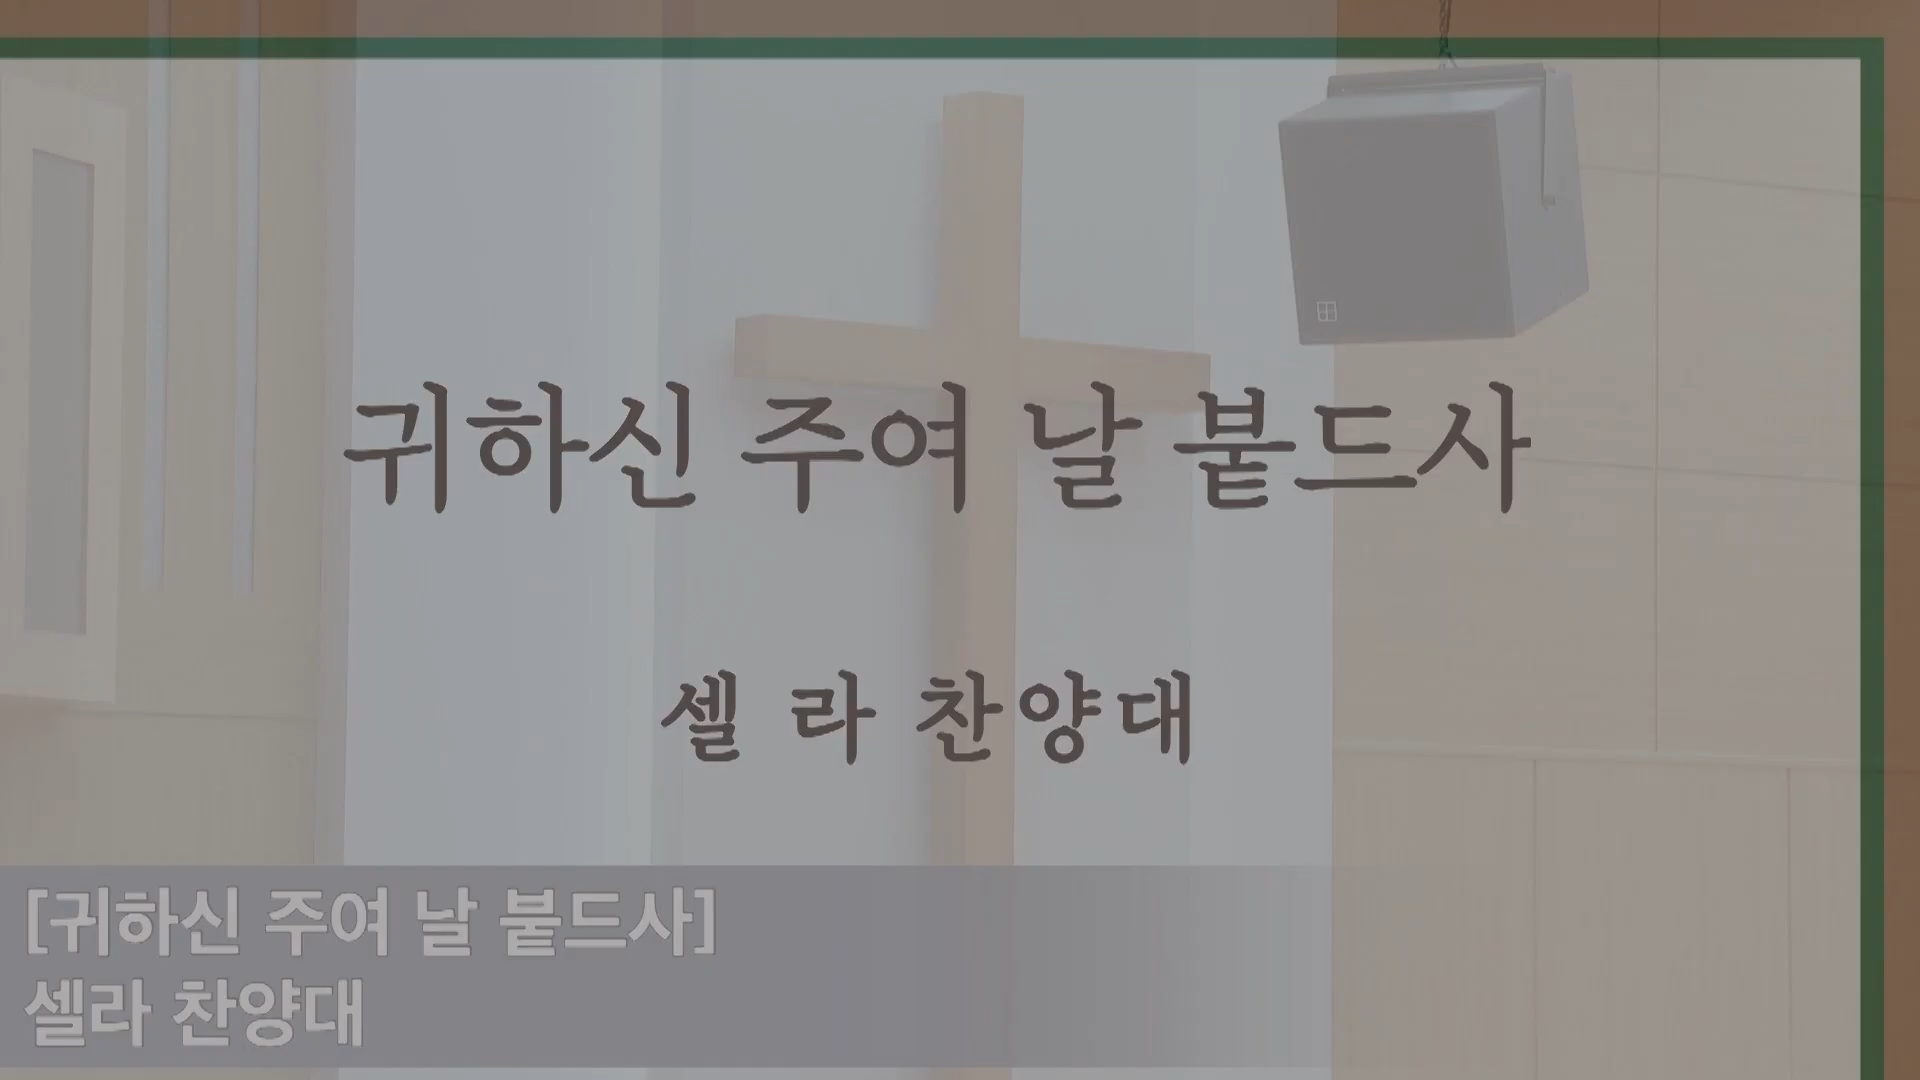 귀하신 주여 날 붙드사
셀 라 찬양대
[귀하신 주여 날 붙드사]
셀라 찬양대